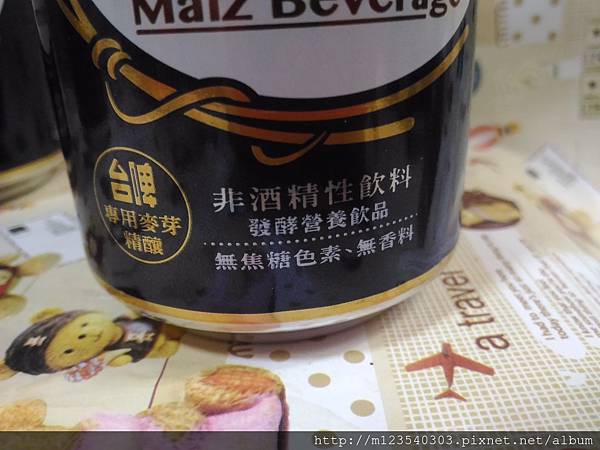 Malz Beverage
台啤
專用麥芽
精釀
非酒精性飲料
發酵營養飲品
無焦糖色素、無香料
a travel
http://m123540303.pixnet.net/album